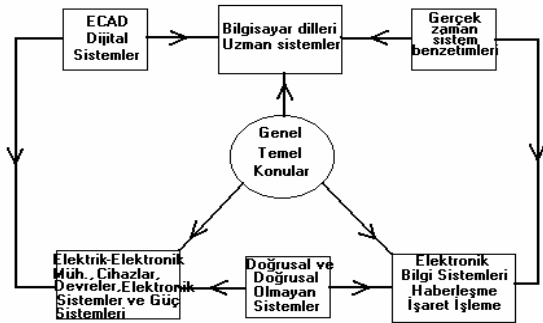 ECAD
Dijital
Sistemler
Bilgisayar dilleri
Uzman sistemler
Gerçek
zaman
sistem
benzetimleri
Genel
Temel
Konular
Elektrik-Elektronik
Müh., Cihazlar,
Devreler,Elektronik
Sistemler ve Güç
Sistemleri
Doğrusal ve
Doğrusal
Olmayan
Sistemler
Elektronik
Bilgi Sistemleri
Haberleşme
İşaret İşleme